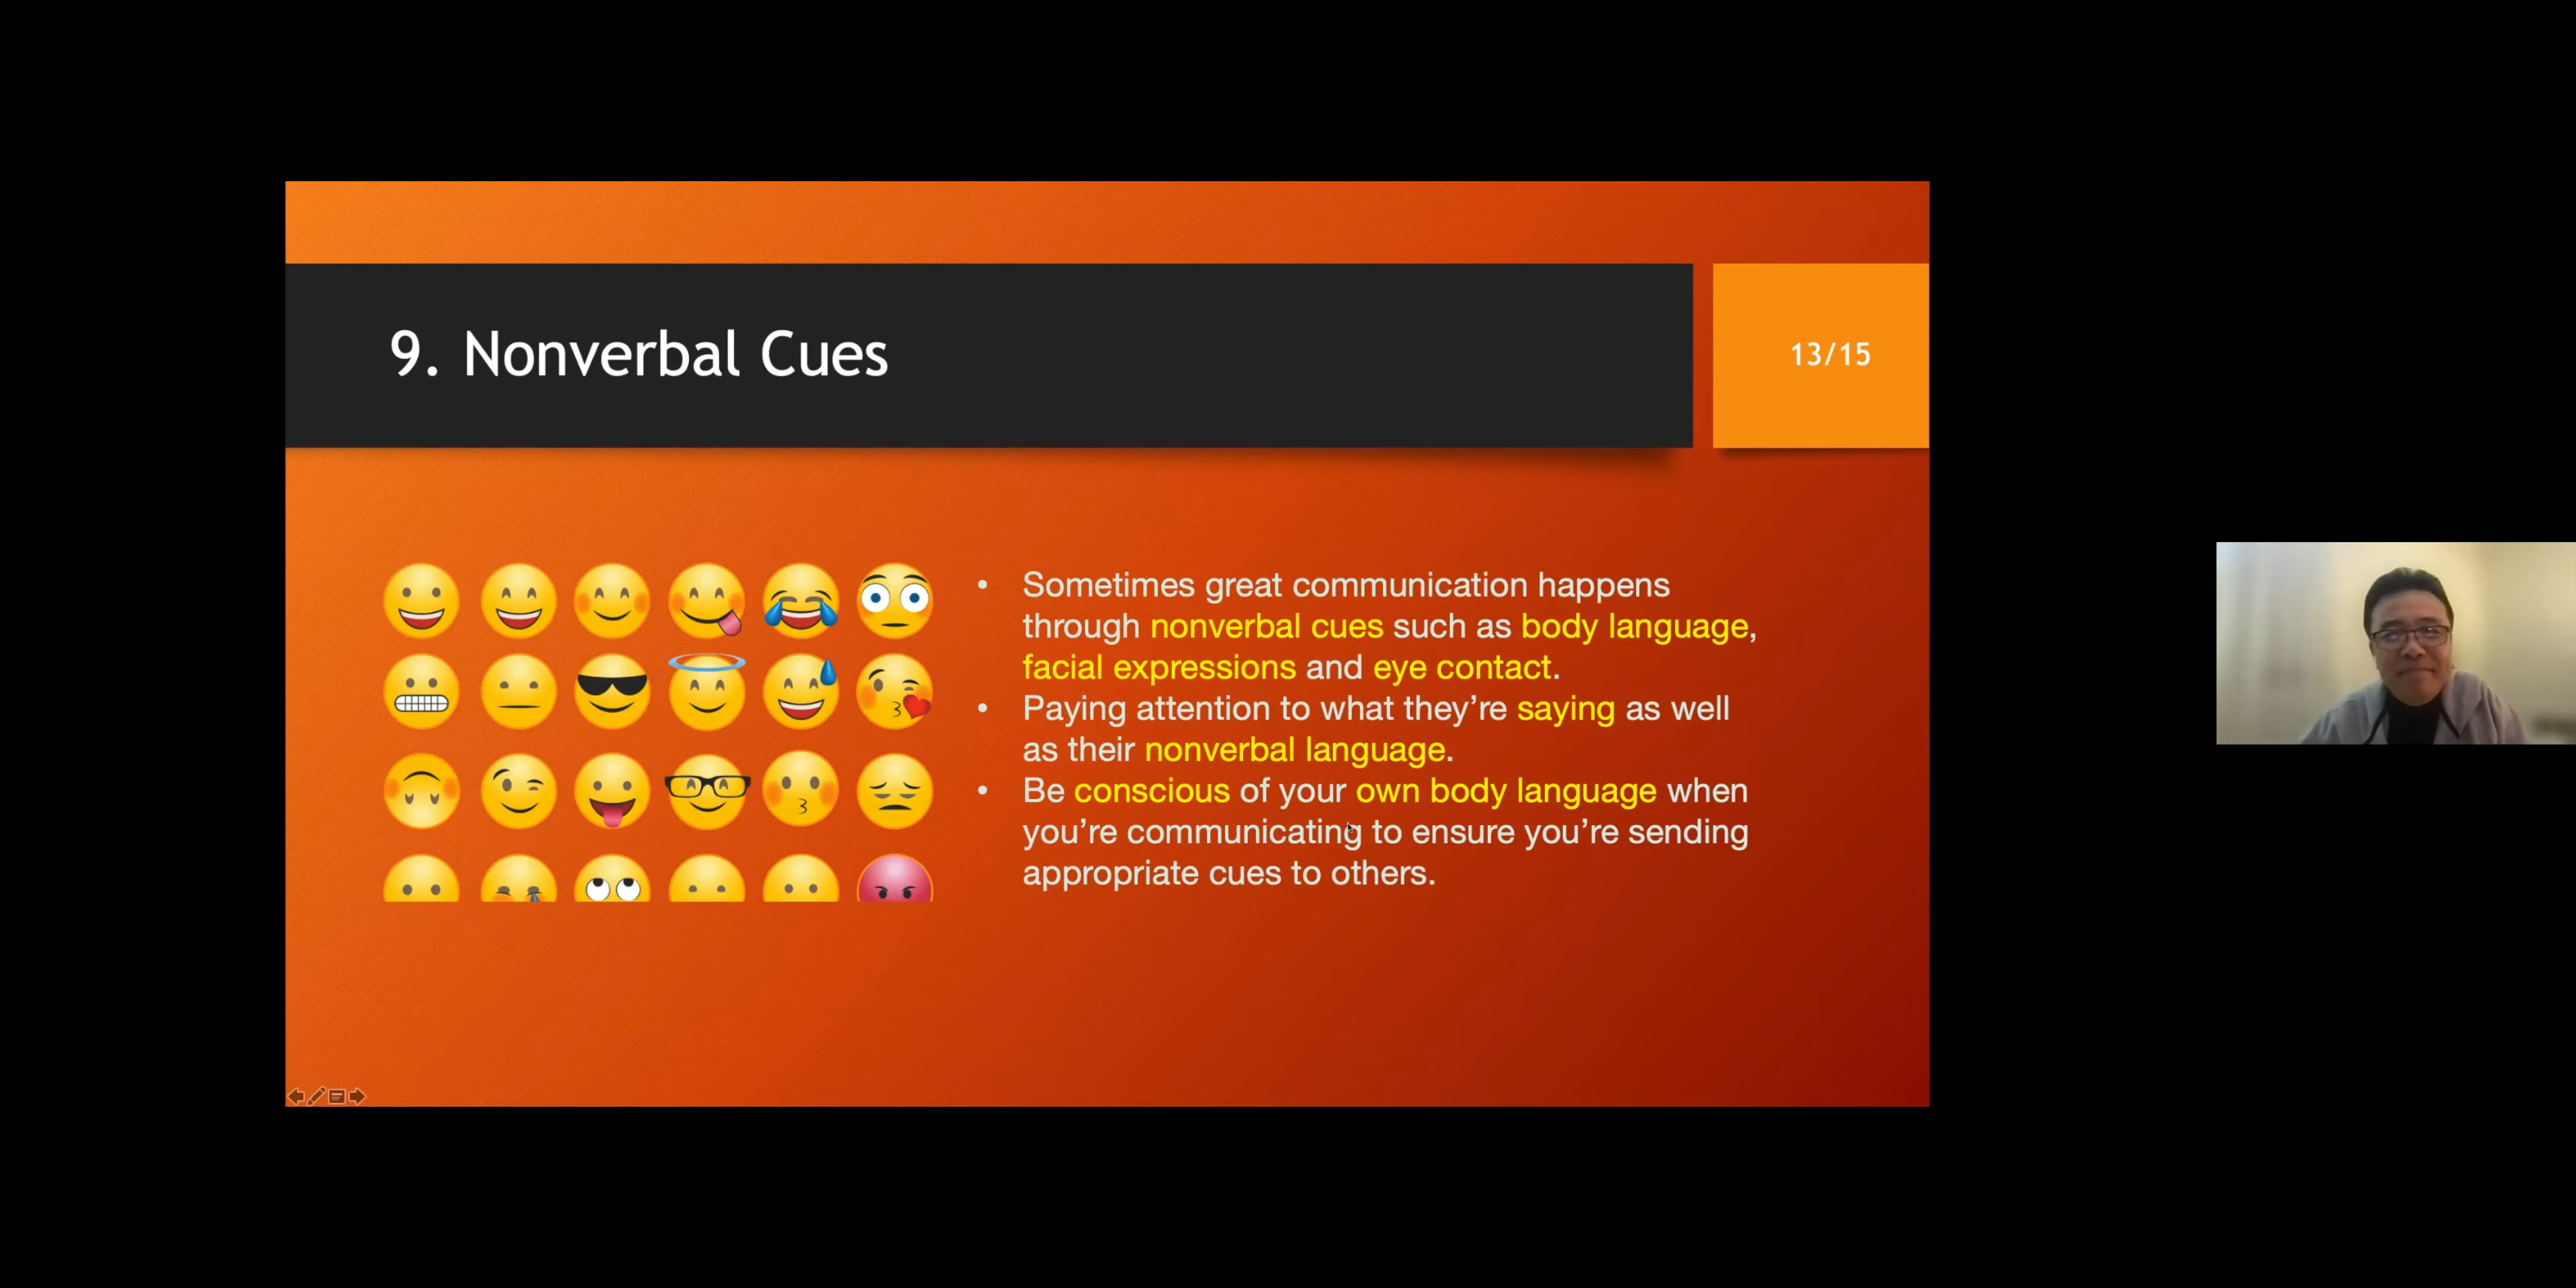 9. Nonverbal Cues
13/15
• Sometimes great communication happens
through nonverbal cues such as body language,
facial expressions and eye contact.
• Paying attention to what they’re saying as well
as their nonverbal language.
• Be conscious of your own body language when
you’re communicating to ensure you’re sending
appropriate cues to others.